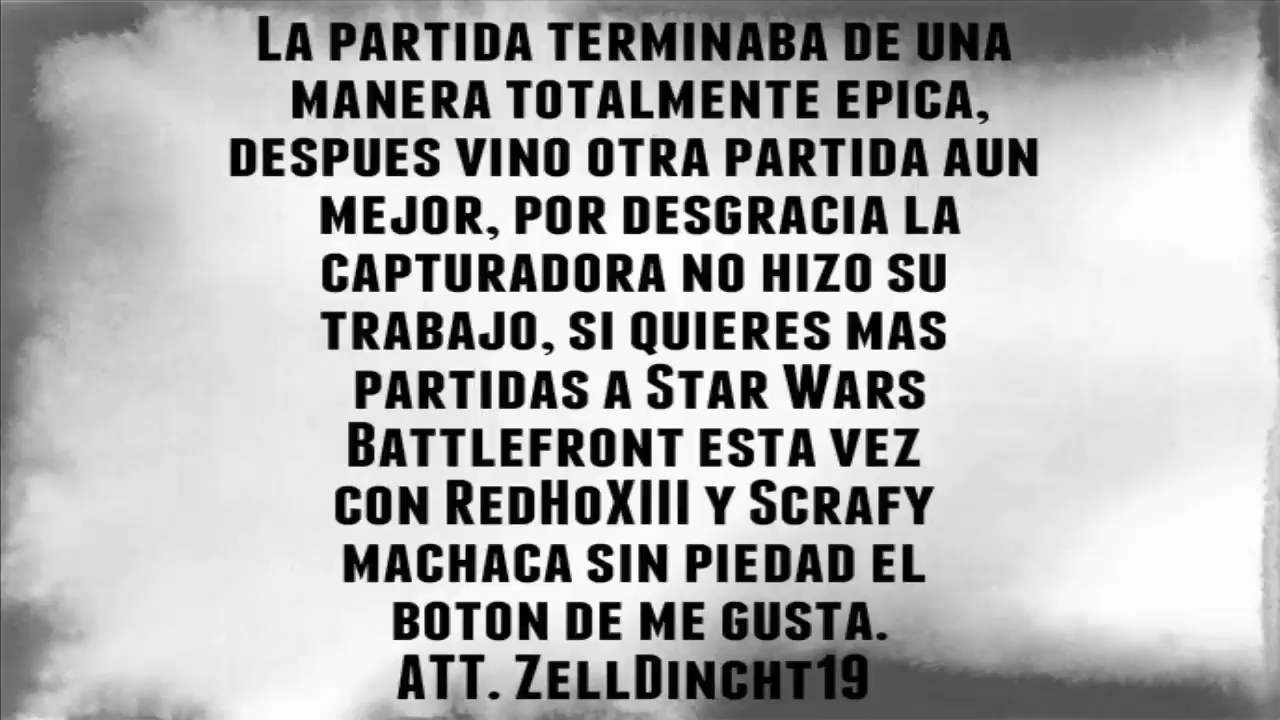 La partida terminaba de una
manera totalmente epica,
despues vino otra partida aun
mejor, por desgracia la
capturadora no hizo su
trabajo, si quieres mas
partidas a Star Wars
Battlefront esta vez
con RedHoXIII y Scrafy
machaca sin piedad el
boton de me gusta.
ATT. ZellDincht19